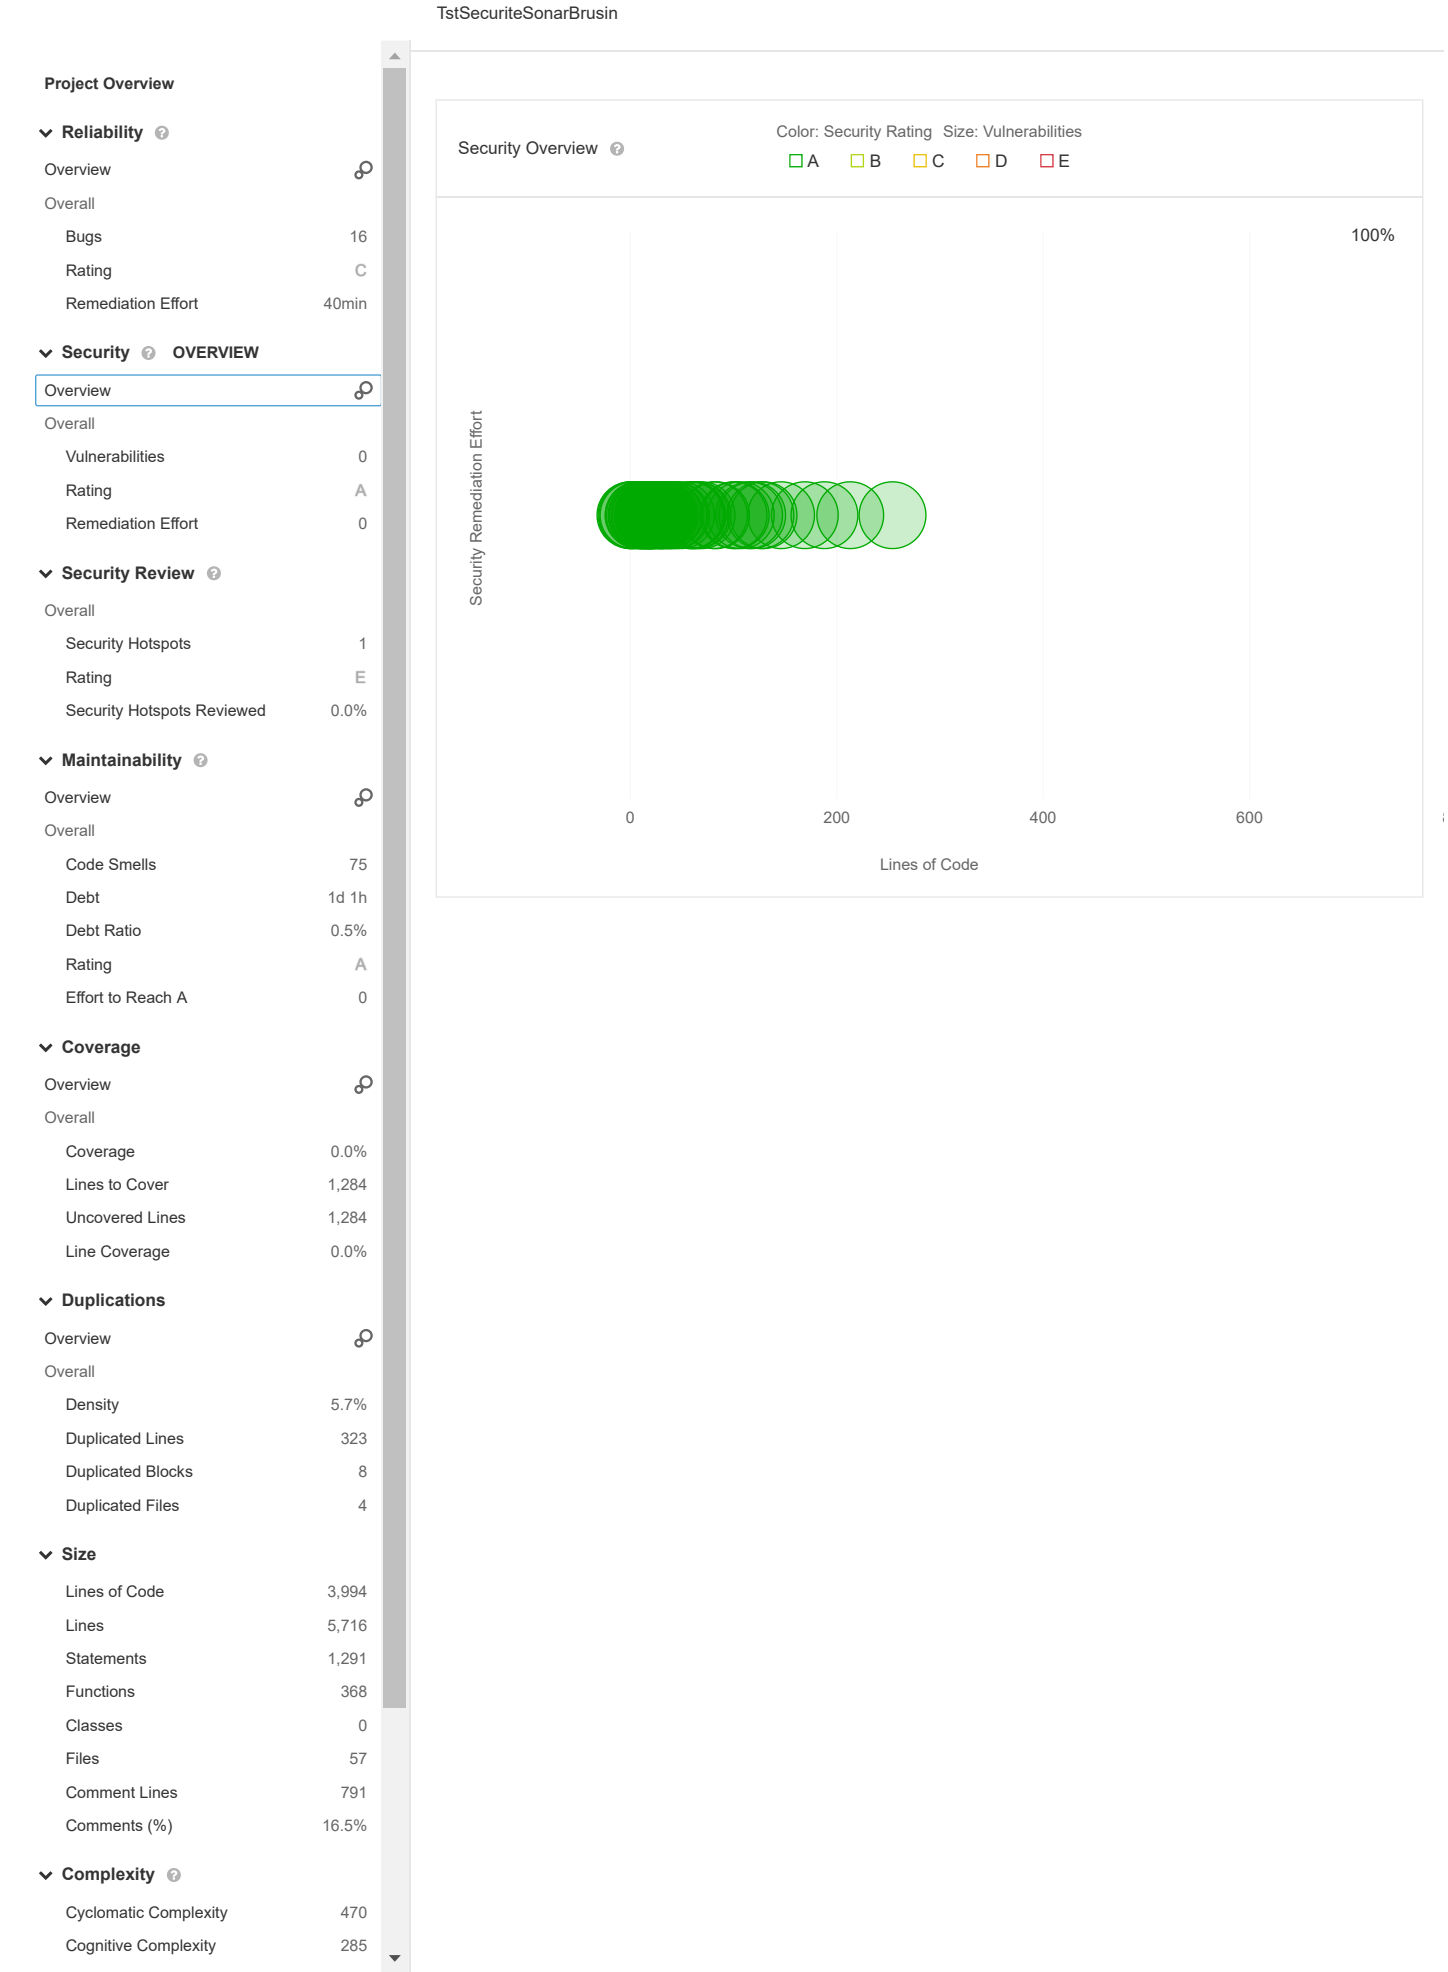 TstSecuriteSonarBrusin
Project Overview
Reliability
Overview
Overall
Bugs 16
Rating C
Remediation Effort 40min
Security OVERVIEW
Overview
Overall
Vulnerabilities 0
Rating A
Remediation Effort 0
Security Review
Overall
Security Hotspots 1
Rating E
Security Hotspots Reviewed 0.0%
Maintainability
Overview
Overall
Code Smells 75
Debt 1d 1h
Debt Ratio 0.5%
Rating A
Effort to Reach A 0
Coverage
Overview
Overall
Coverage 0.0%
Lines to Cover 1,284
Uncovered Lines 1,284
Line Coverage 0.0%
Duplications
Overview
Overall
Density 5.7%
Duplicated Lines 323
Duplicated Blocks 8
Duplicated Files 4
Size
Lines of Code 3,994
Lines 5,716
Statements 1,291
Functions 368
Classes 0
Files 57
Comment Lines 791
Comments (%) 16.5%
Complexity
Cyclomatic Complexity 470
Cognitive Complexity 285
Security Overview
Color: Security Rating Size: Vulnerabilities
A B C D E
100%
Security Remediation Effort
0 200 400 600
Lines of Code